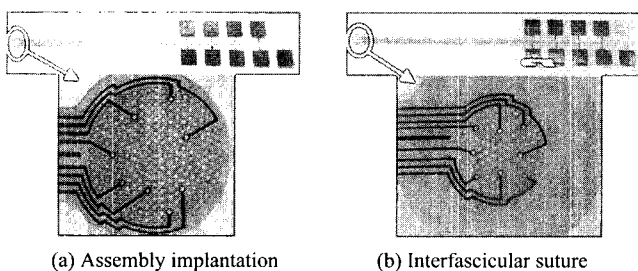 (a) Assembly implantation
(b) Interfascicular suture